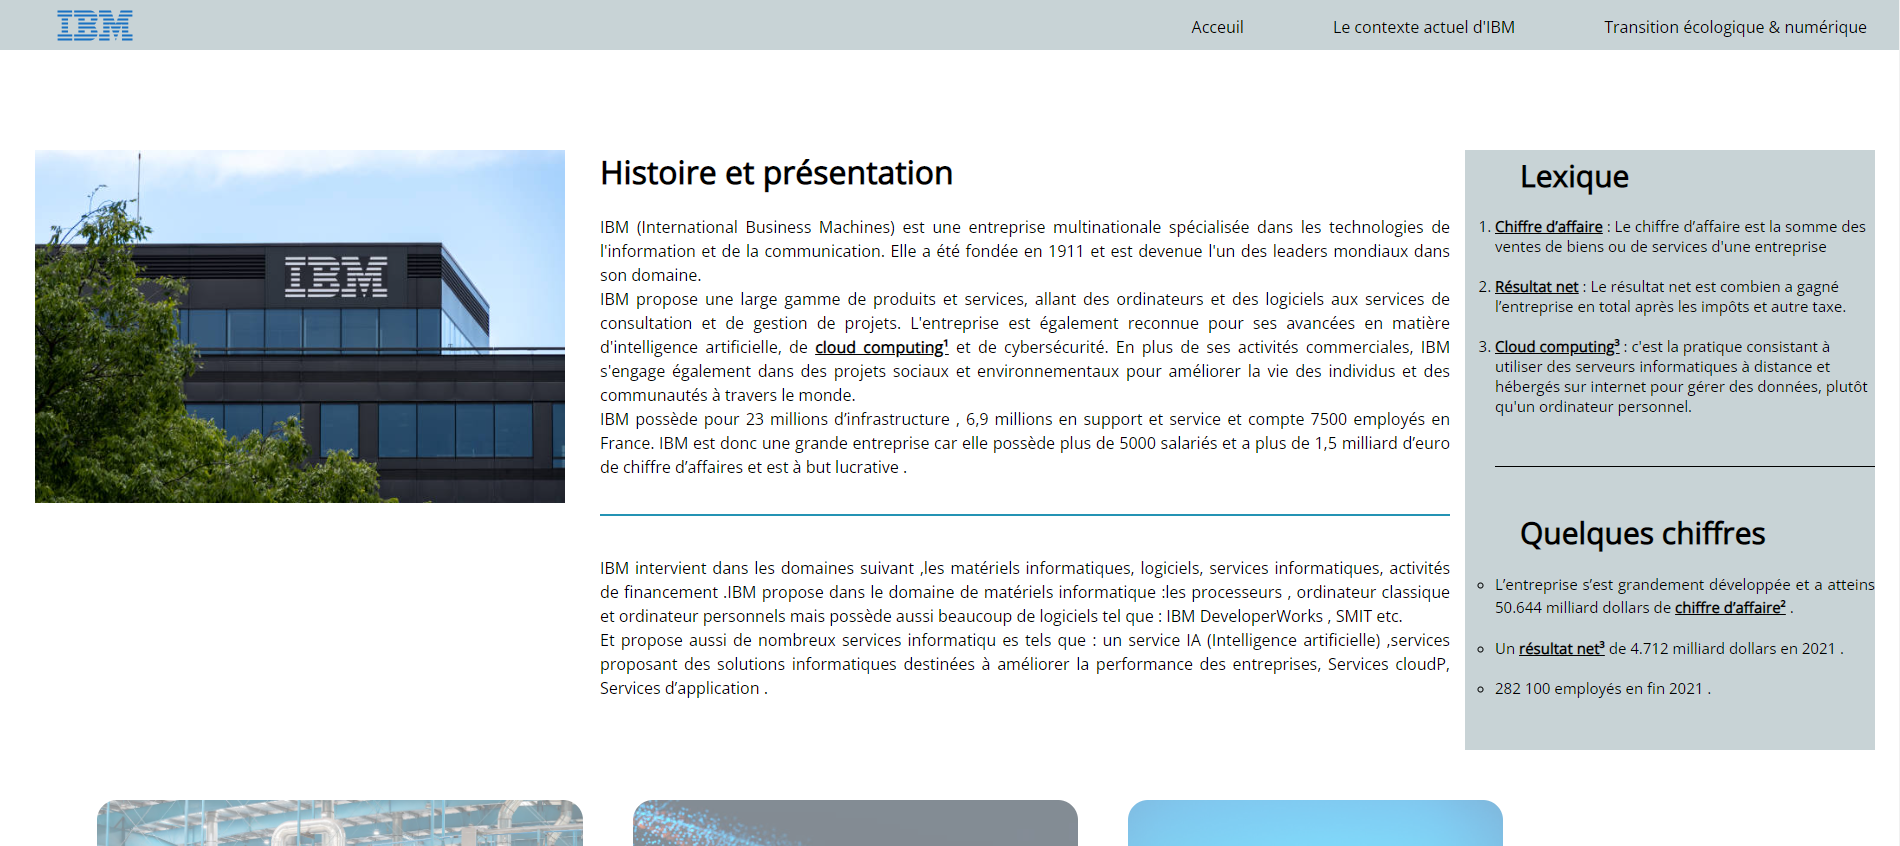 IBM
Acceuil
Le contexte actuel d'IBM
Transition écologique & numérique
IBM
Histoire et présentation
IBM (International Business Machines) est une entreprise multinationale spécialisée dans les technologies de
l'information et de la communication. Elle a été fondée en 1911 et est devenue l'un des leaders mondiaux dans
son domaine.
IBM propose une large gamme de produits et services, allant des ordinateurs et des logiciels aux services de
consultation et de gestion de projets. L'entreprise est également reconnue pour ses avancées en matière
d'intelligence artificielle, de cloud computing¹ et de cybersécurité. En plus de ses activités commerciales, IBM
s'engage également dans des projets sociaux et environnementaux pour améliorer la vie des individus et des
communautés à travers le monde.
IBM possède pour 23 millions d’infrastructure , 6,9 millions en support et service et compte 7500 employés en
France. IBM est donc une grande entreprise car elle possède plus de 5000 salariés et a plus de 1,5 milliard d’euro
de chiffre d’affaires et est à but lucrative .
IBM intervient dans les domaines suivant ,les matériels informatiques, logiciels, services informatiques, activités
de financement .IBM propose dans le domaine de matériels informatique :les processeurs , ordinateur classique
et ordinateur personnels mais possède aussi beaucoup de logiciels tel que : IBM DeveloperWorks , SMIT etc.
Et propose aussi de nombreux services informatiqu es tels que : un service IA (Intelligence artificielle) ,services
proposant des solutions informatiques destinées à améliorer la performance des entreprises, Services cloudP,
Services d’application .
Lexique
1. Chiffre d’affaire : Le chiffre d’affaire est la somme des
ventes de biens ou de services d'une entreprise
2. Résultat net : Le résultat net est combien a gagné
l’entreprise en total après les impôts et autre taxe.
3. Cloud computing³ : c'est la pratique consistant à
utiliser des serveurs informatiques à distance et
hébergés sur internet pour gérer des données, plutôt
qu'un ordinateur personnel.
Quelques chiffres
L’entreprise s’est grandement développée et a atteins
50.644 milliard dollars de chiffre d’affaire² .
Un résultat net³ de 4.712 milliard dollars en 2021 .
282 100 employés en fin 2021 .